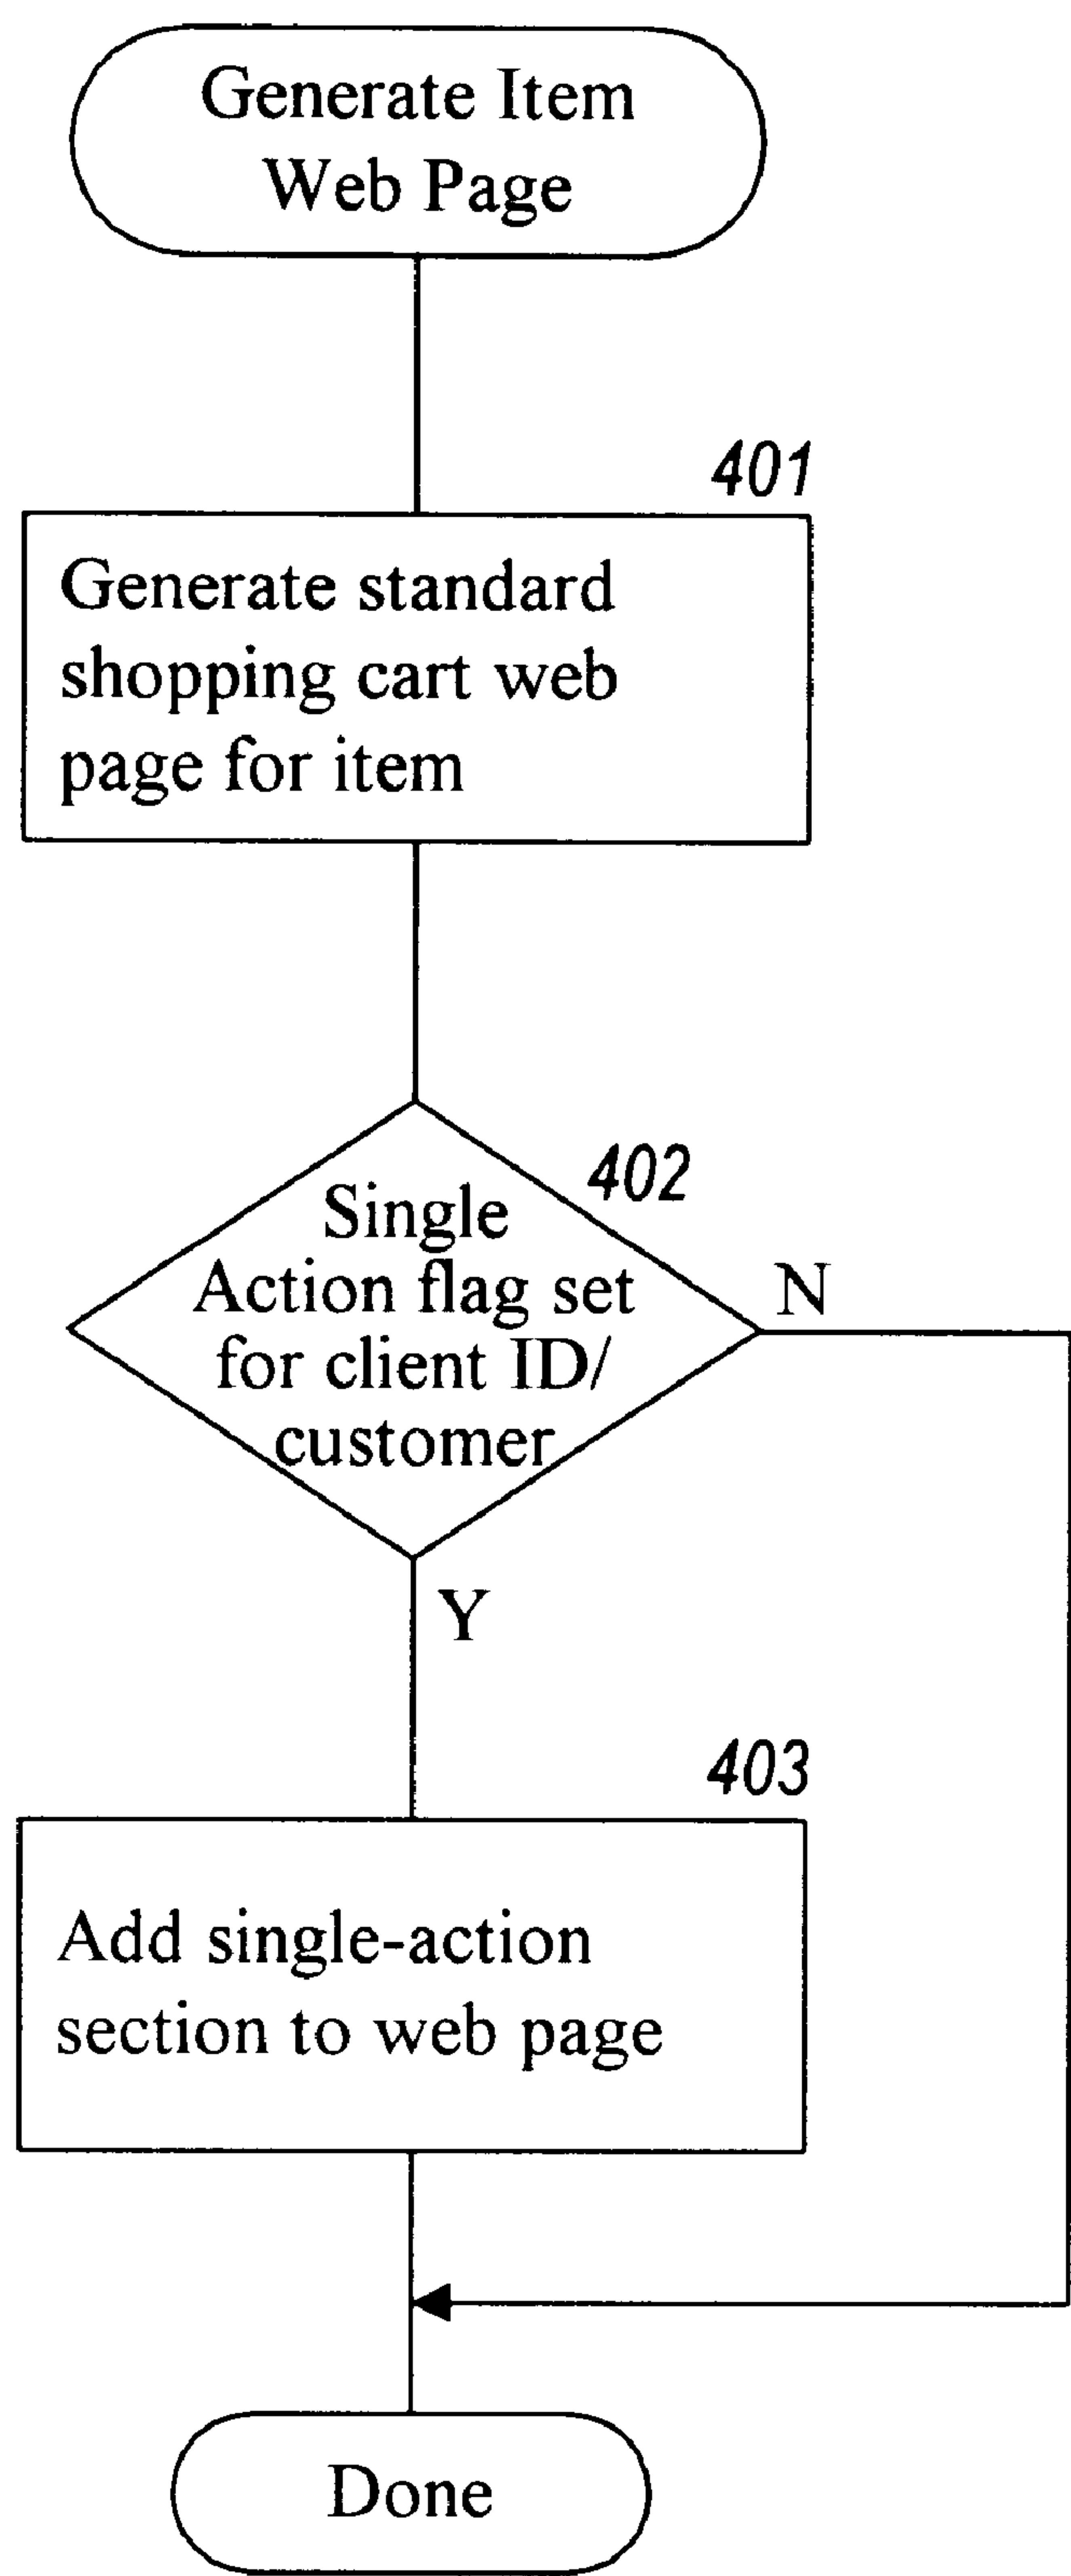 Generate Item
Web Page
401
Generate standard
shopping cart web
page for item
402
Single
Action flag set
for client ID/
customer
N
Y
403
Add single-action
section to web page
Done